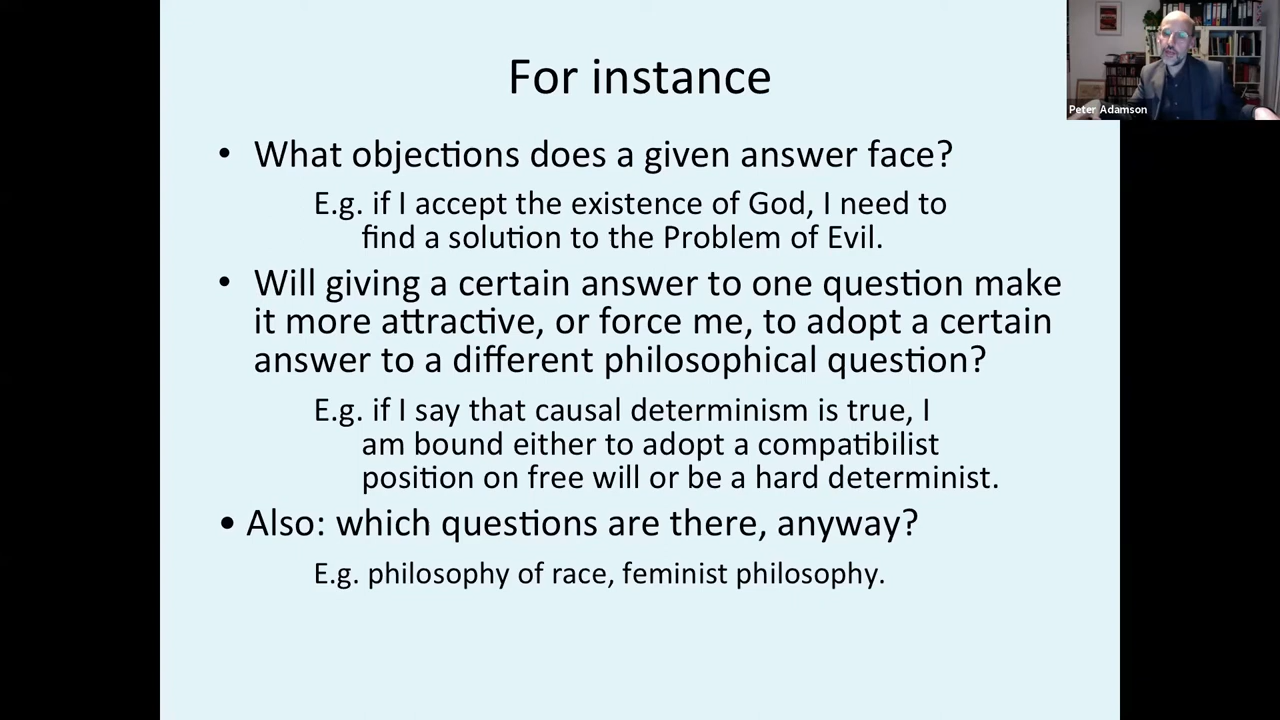 For instance
Peter Adamson
• What objections does a given answer face?
E.g. if I accept the existence of God, I need to
find a solution to the Problem of Evil.
• Will giving a certain answer to one question make
it more attractive, or force me, to adopt a certain
answer to a different philosophical question?
E.g. if I say that causal determinism is true, I
am bound either to adopt a compatibilist
position on free will or be a hard determinist.
• Also: which questions are there, anyway?
E.g. philosophy of race, feminist philosophy.